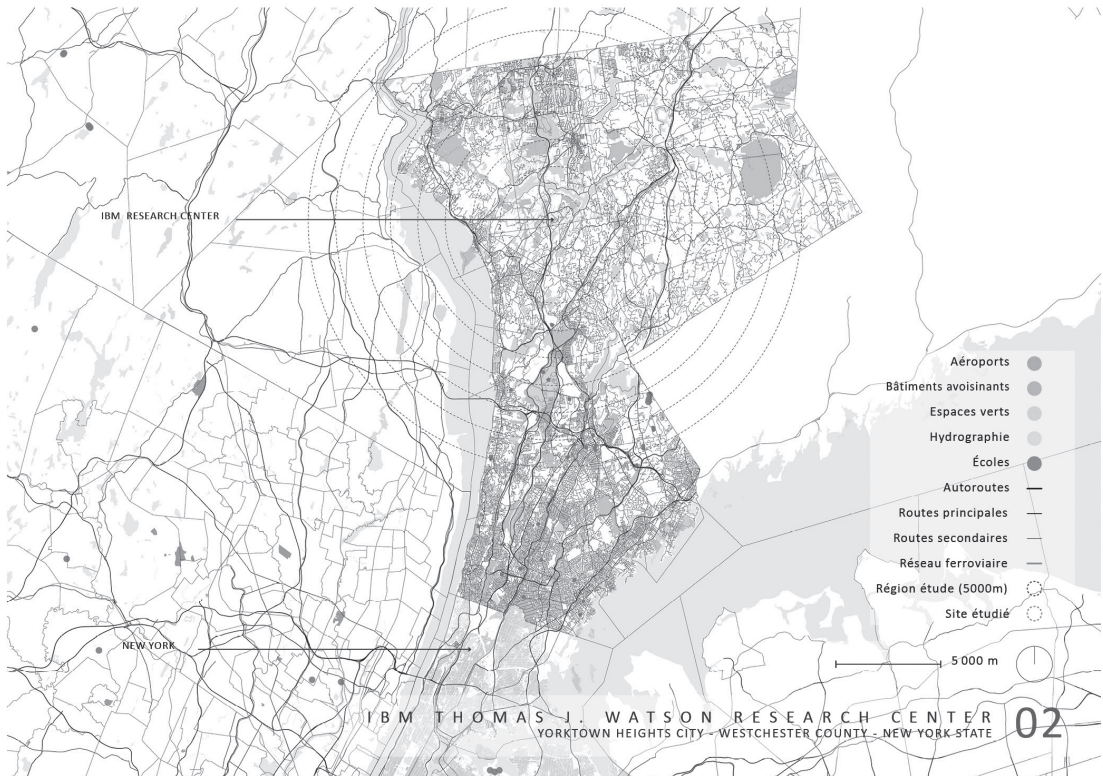 IBM RESEARCH CENTER
Aéroports
Bâtiments avoisinants
Espaces verts
Hydrographie
Écoles
Autoroutes
Routes principales
Routes secondaires
Réseau ferroviaire
Région étude (5000m)
Site étudié
NEW YORK
5 000 m
IBM THOMAS J. WATSON RESEARCH CENTER
YORKTOWN HEIGHTS CITY - WESTCHESTER COUNTY - NEW YORK STATE
02